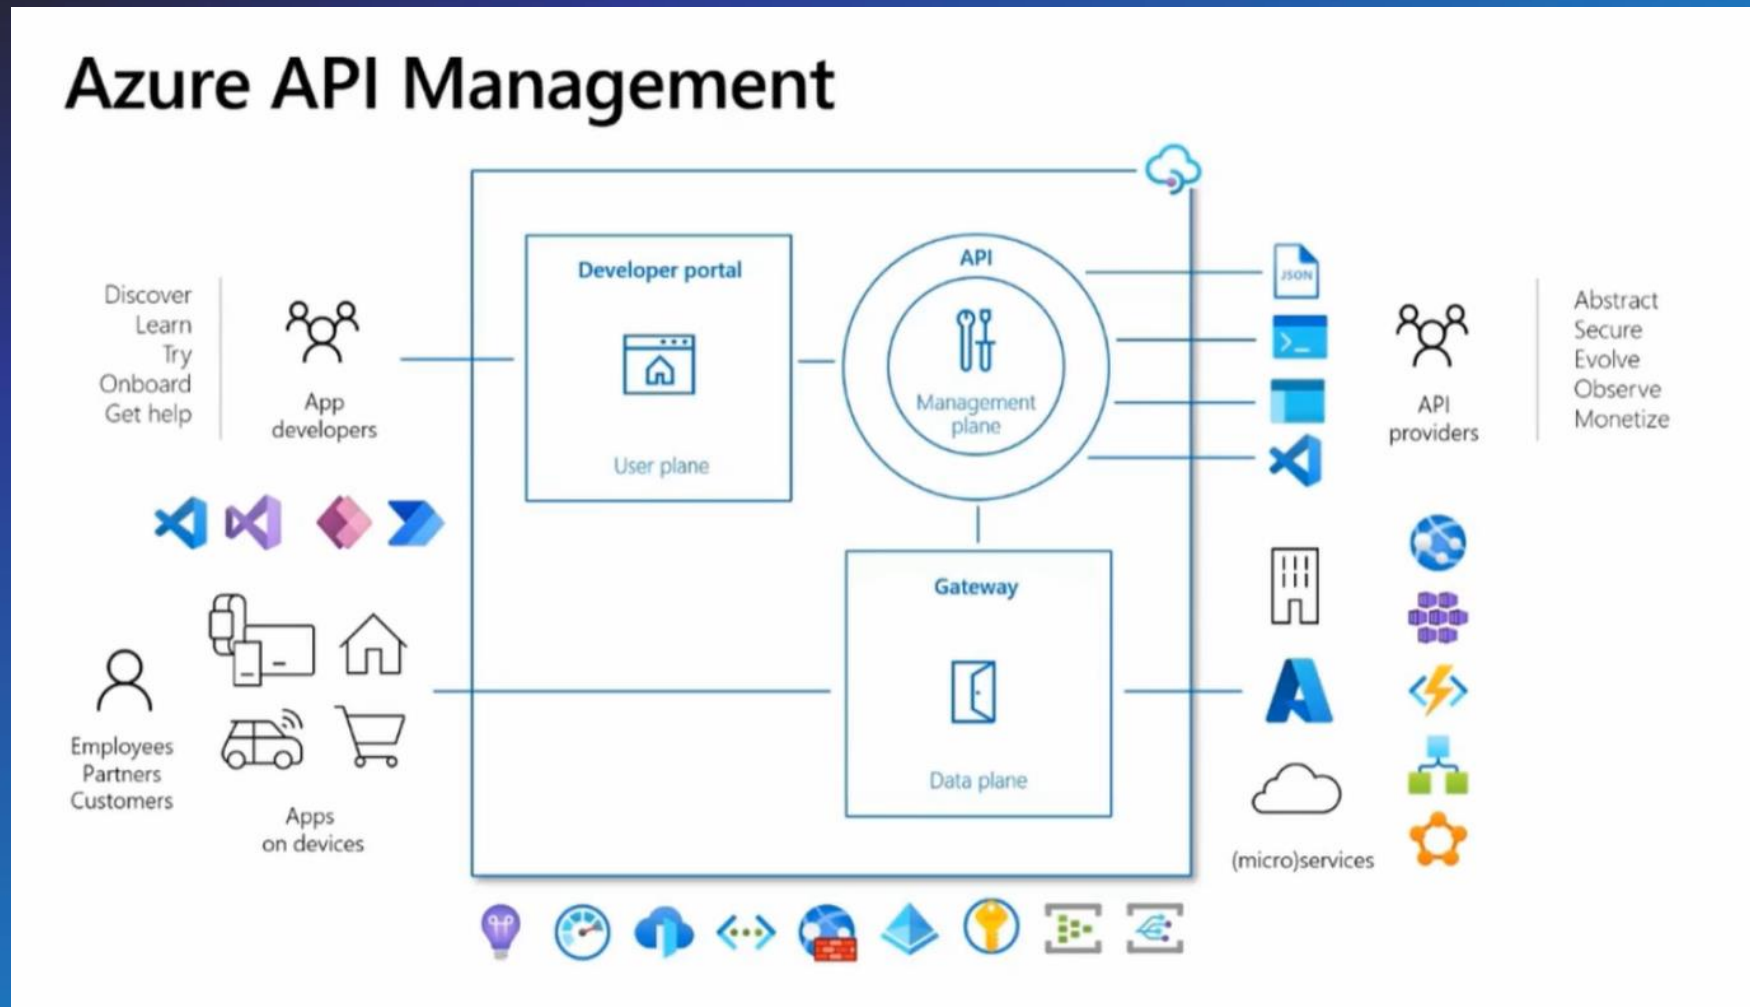 Azure API Management
Discover
Learn
Try
Onboard
Get help
App
developers
Developer portal
User plane
API
Management
plane
JSON
API
providers
Abstract
Secure
Evolve
Observe
Monetize
Employees
Partners
Customers
Apps
on devices
Gateway
Data plane
(micro)services